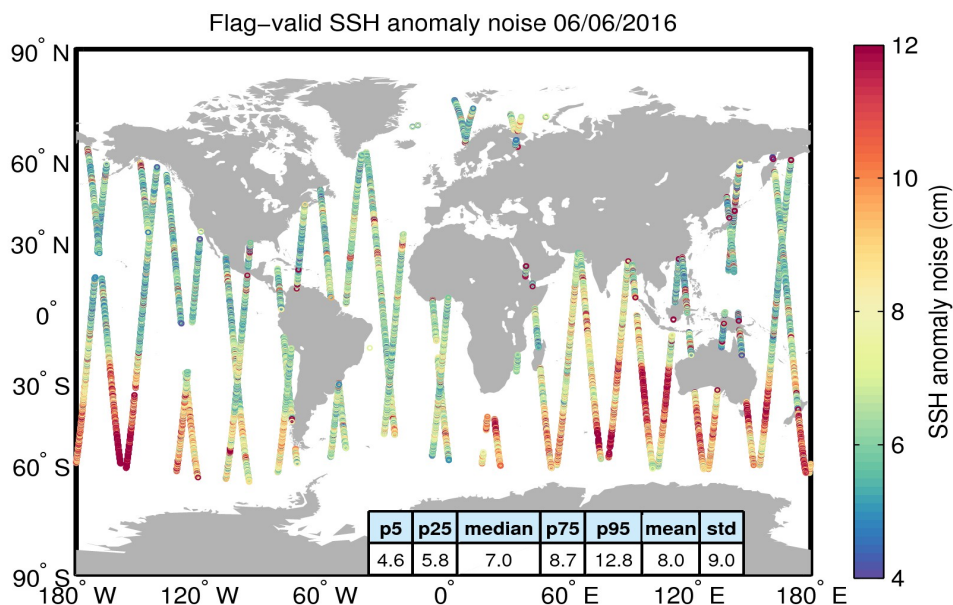 Flag−valid SSH anomaly noise 06/06/2016
90° N
60° N
30° N
0°
30° S
60° S
90° S
180° W
120° W
60° W
0°
60° E
120° E
180° E
12
10
8
6
4
SSH anomaly noise (cm)
p5 p25 median p75 p95 mean std
4.6 5.8 7.0 8.7 12.8 8.0 9.0